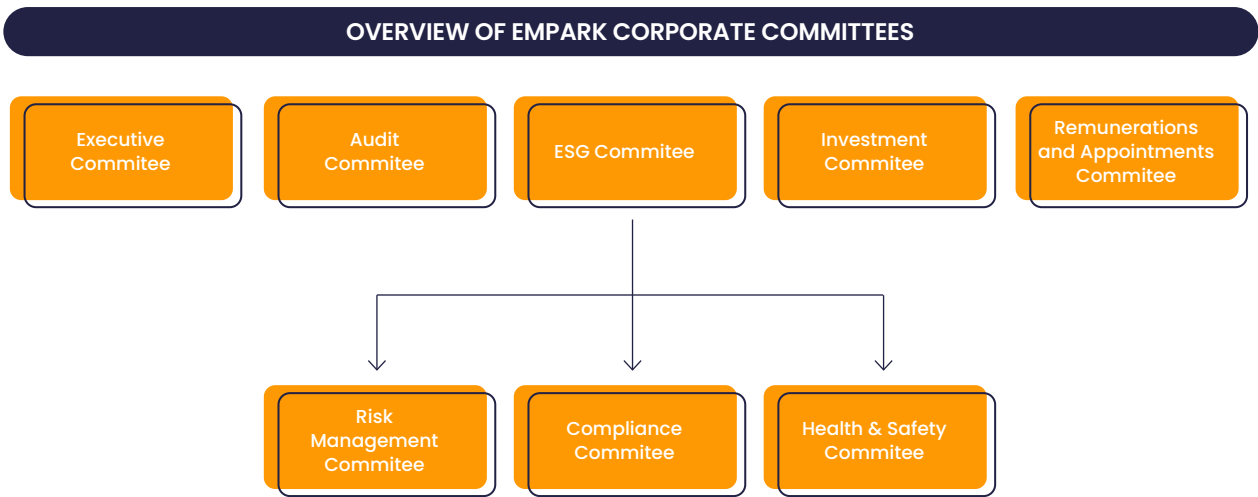 OVERVIEW OF EMPARK CORPORATE COMMITTEES
Executive
Commitee
Audit
Commitee
ESG Commitee
Investment
Commitee
Remunerations
and Appointments
Commitee
Risk
Management
Commitee
Compliance
Commitee
Health & Safety
Commitee